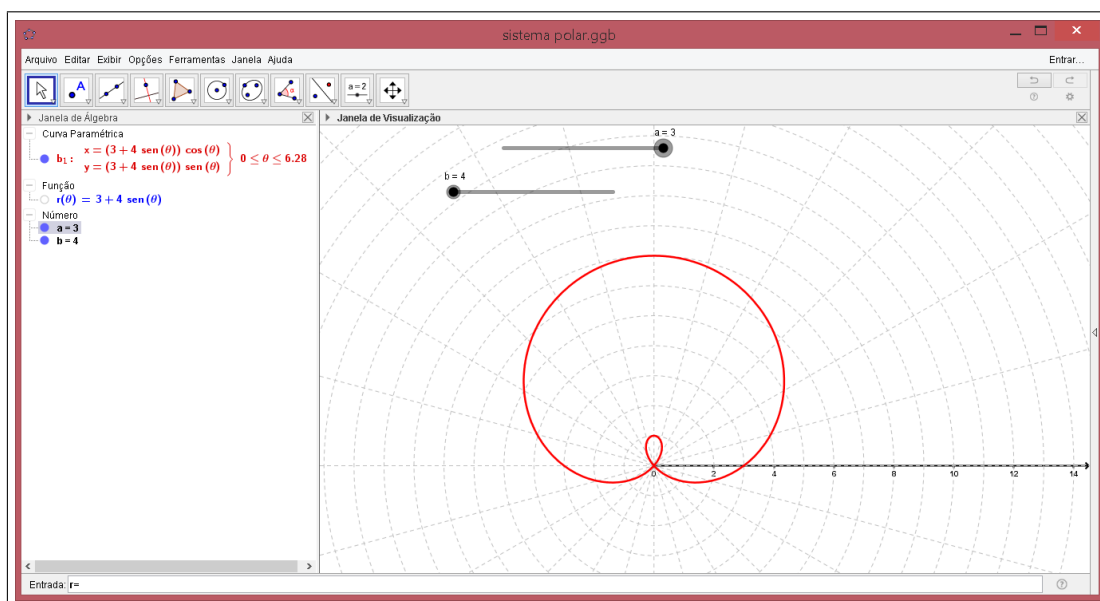 sistema polar.ggb
Arquivo Editar Exibir Opções Ferramentas Janela Ajuda
Entrar...
A
α
a=2
Janela de Álgebra
Curva Paramétrica
b₁ : x = (3 + 4 sen (θ)) cos (θ)
y = (3 + 4 sen (θ)) sen (θ) } 0 ≤ θ ≤ 6.28
Função
r(θ) = 3 + 4 sen (θ)
Número
a = 3
b = 4
Janela de Visualização
a = 3
b = 4
0 2 4 6 8 10 12 14
Entrada: r=